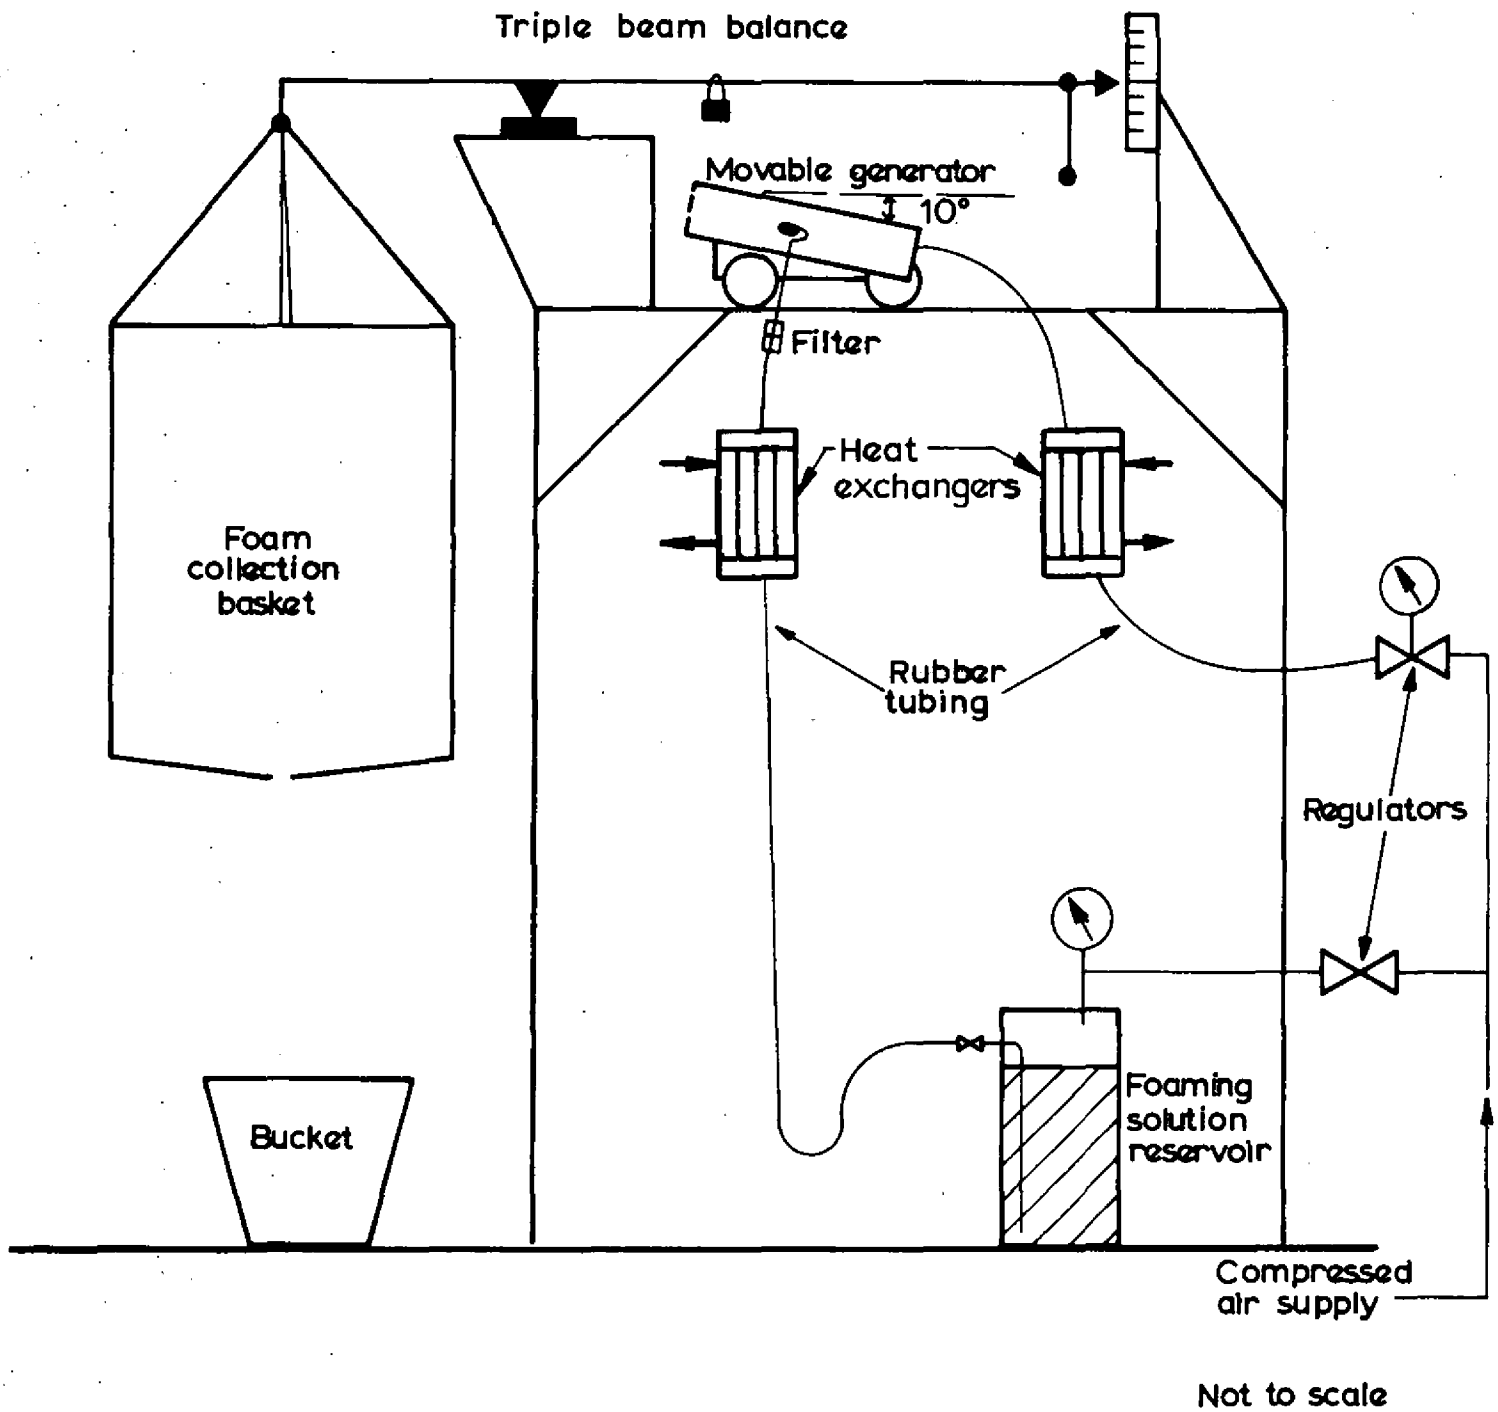 Triple beam balance
Movable generator
10°
Filter
Heat
exchangers
Foam
collection
basket
Rubber
tubing
Regulators
Foaming
solution
reservoir
Bucket
Compressed
air supply
Not to scale